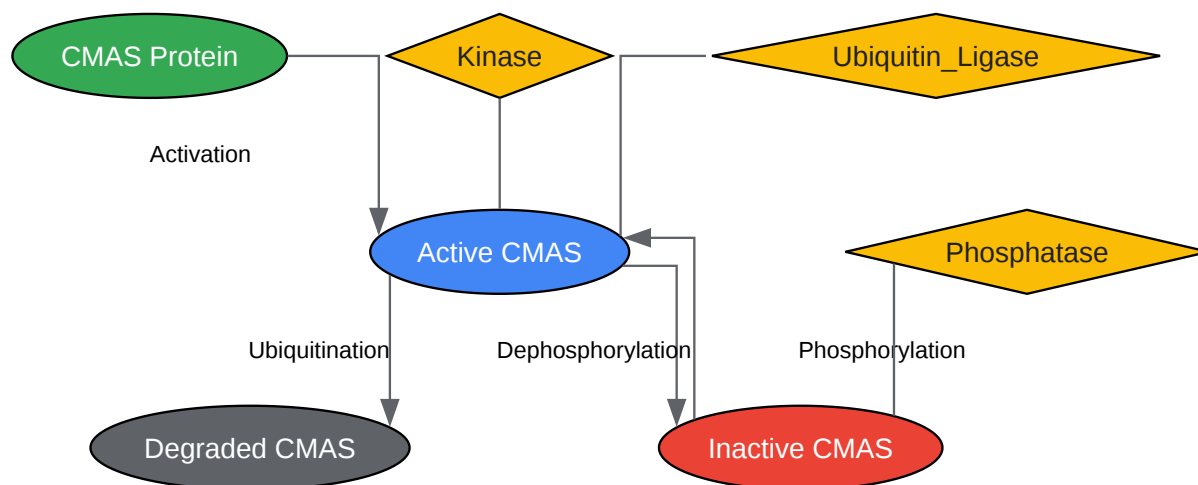 CMAS Protein
Kinase
Ubiquitin_Ligase
Activation
Active CMAS
Phosphatase
Ubiquitination
Dephosphorylation
Phosphorylation
Degraded CMAS
Inactive CMAS